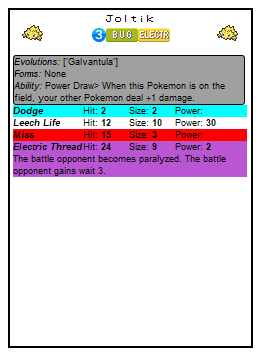 Joltik
3 BUG ELECTR
Evolutions: ['Galvantula']
Forms: None
Ability: Power Draw> When this Pokemon is on the
field, your other Pokemon deal +1 damage.
Dodge Hit: 2 Size: 2 Power:
Leech Life Hit: 12 Size: 10 Power: 30
Miss Hit: 15 Size: 3 Power:
Electric Thread Hit: 24 Size: 9 Power: 2
The battle opponent becomes paralyzed. The battle
opponent gains wait 3.